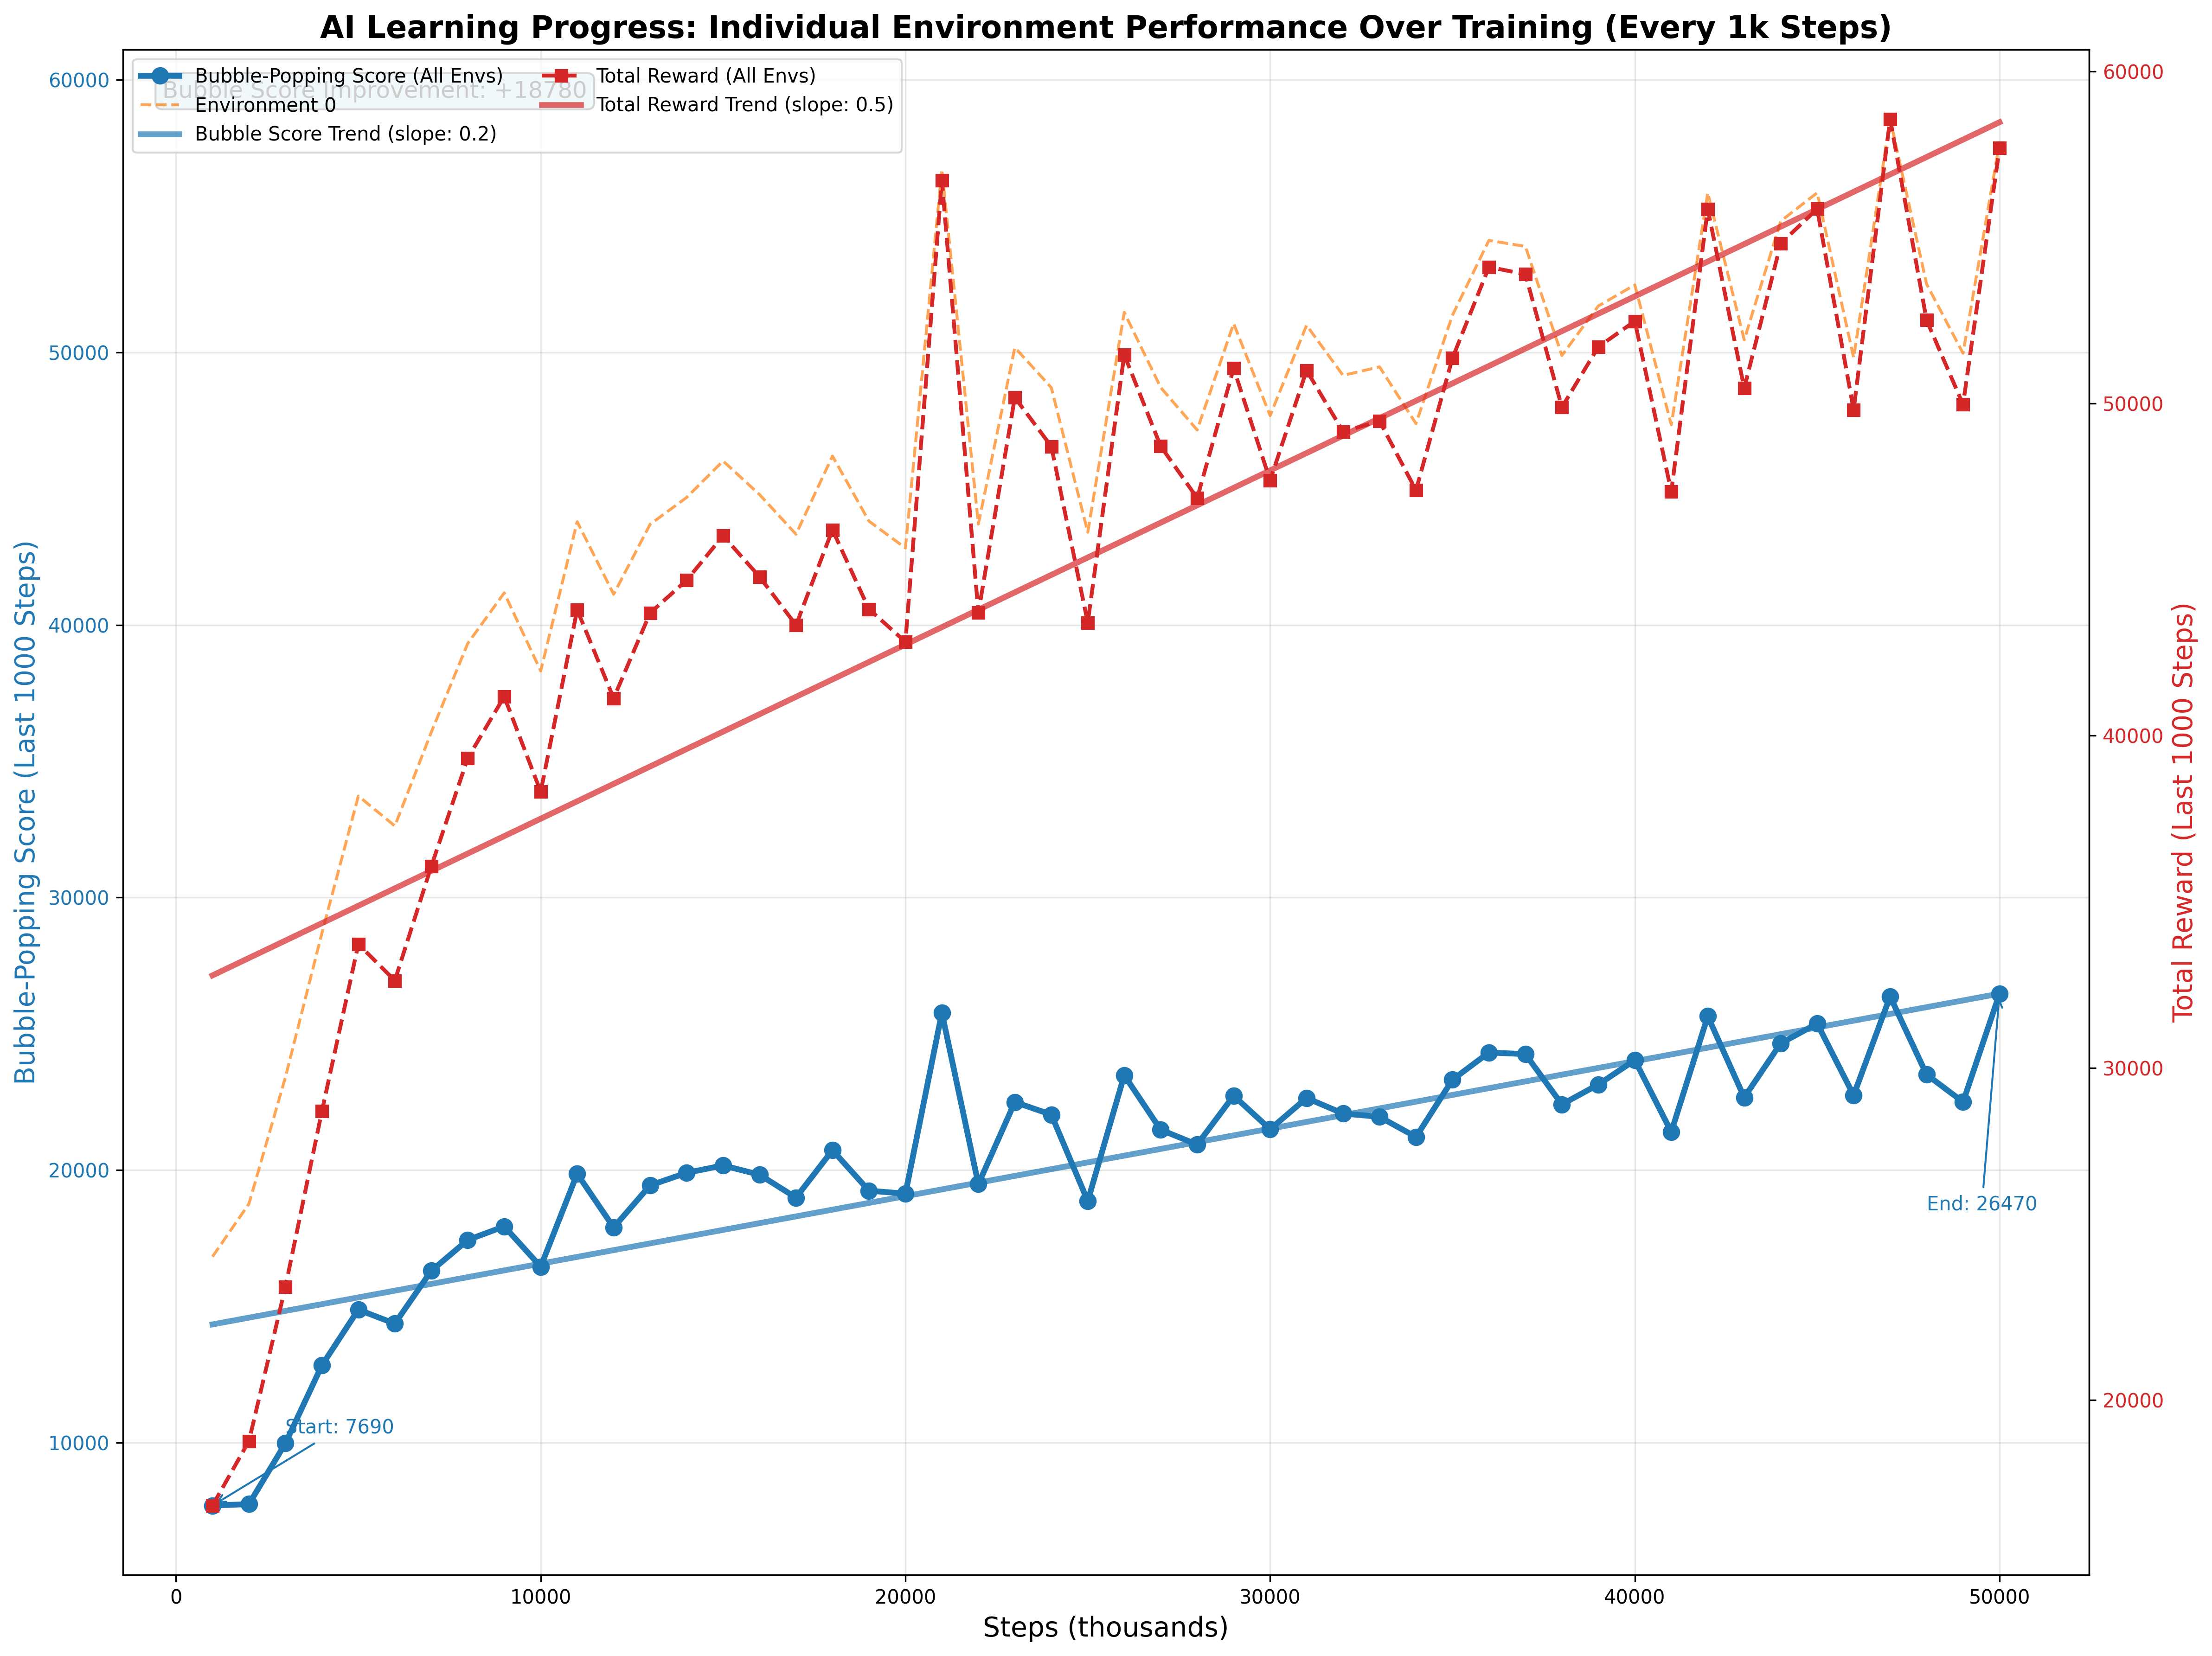 AI Learning Progress: Individual Environment Performance Over Training (Every 1k Steps)
Bubble-Popping Score (All Envs)
Environment 0
Bubble Score Trend (slope: 0.2)
Total Reward (All Envs)
Total Reward Trend (slope: 0.5)
Bubble Score Improvement: +18780
Bubble-Popping Score (Last 1000 Steps)
60000
50000
40000
30000
20000
10000
Start: 7690
End: 26470
60000
50000
40000
30000
20000
Total Reward (Last 1000 Steps)
0
10000
20000
30000
40000
50000
Steps (thousands)